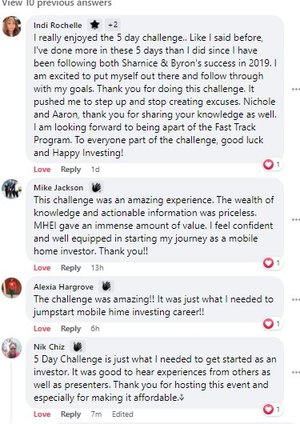 View 10 previous answers
Indi Rochelle +2
I really enjoyed the 5 day challenge.. Like I said before,
I've done more in these 5 days than I did since I have
been following both Sharnice & Byron's success in 2019. I
am excited to put myself out there and follow through
with my goals. Thank you for doing this challenge. It
pushed me to step up and stop creating excuses. Nichole
and Aaron, thank you for sharing your knowledge as well.
I am looking forward to being apart of the Fast Track
Program. To everyone part of the challenge, good luck
and Happy Investing!
1
Love Reply 1d
Mike Jackson
This challenge was an amazing experience. The wealth of
knowledge and actionable information was priceless.
MHEI gave an immense amount of value. I feel confident
and well equipped in starting my journey as a mobile
home investor. Thank you!!
1
Love Reply 13h
Alexia Hargrove
The challenge was amazing!! It was just what I needed to
jumpstart mobile hime investing career!!
1
Love Reply 6h
Nik Chiz
5 Day Challenge is just what I needed to get started as an
investor. It was good to hear experiences from others as
well as presenters. Thank you for hosting this event and
especially for making it affordable.
1
Love Reply 7m Edited